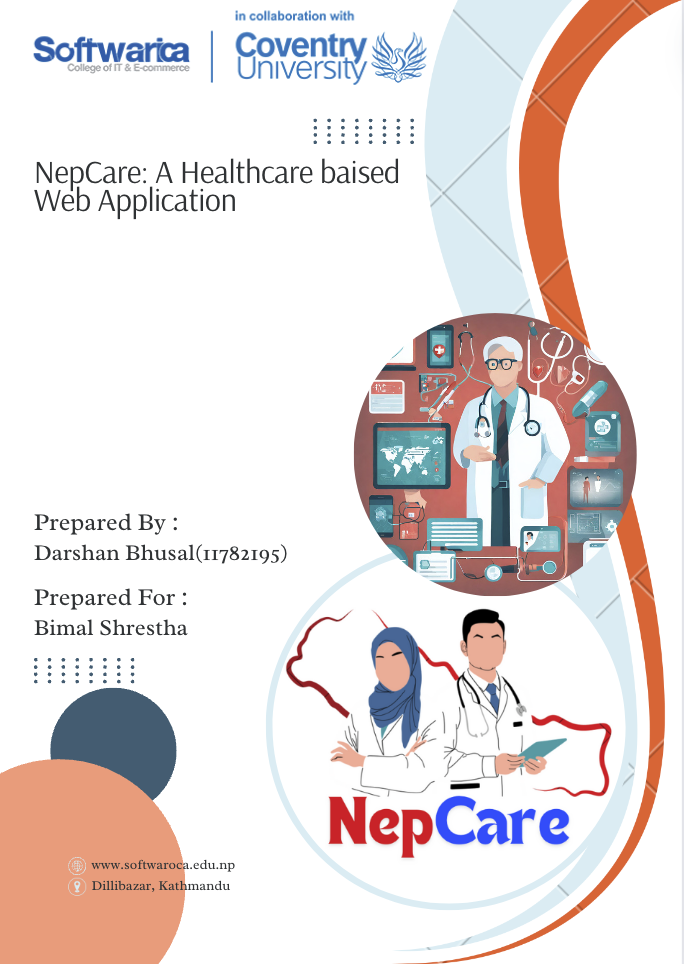 in collaboration with
Softwarica
College of IT & E-commerce
Coventry
University
NepCare: A Healthcare baised
Web Application
Prepared By :
Darshan Bhusal(11782195)
Prepared For :
Bimal Shrestha
NepCare
www.softwaroca.edu.np
Dillibazar, Kathmandu